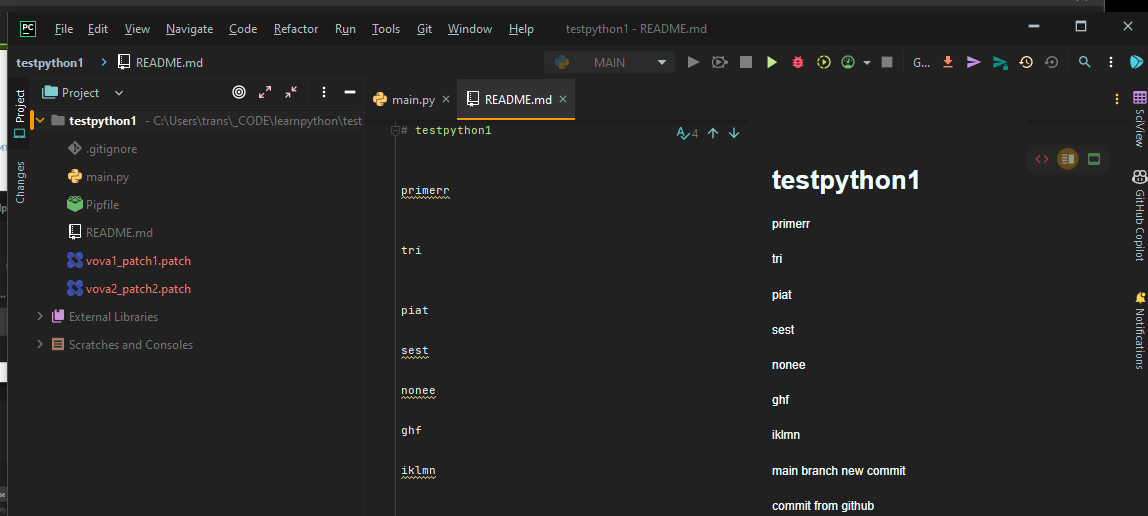 PC File Edit View Navigate Code Refactor Run Tools Git Window Help testpython1 - README.md
testpython1 README.md MAIN G...
Project
Changes
Project
testpython1 - C:\Users\trans\_CODE\learnpython\test
.gitignore
main.py
Pipfile
README.md
vova1_patch1.patch
vova2_patch2.patch
External Libraries
Scratches and Consoles
main.py README.md
# testpython1
4
primerr
tri
piat
sest
nonee
ghf
iklmn
testpython1
primerr
tri
piat
sest
nonee
ghf
iklmn
main branch new commit
commit from github
SciView
GitHub Copilot
Notifications